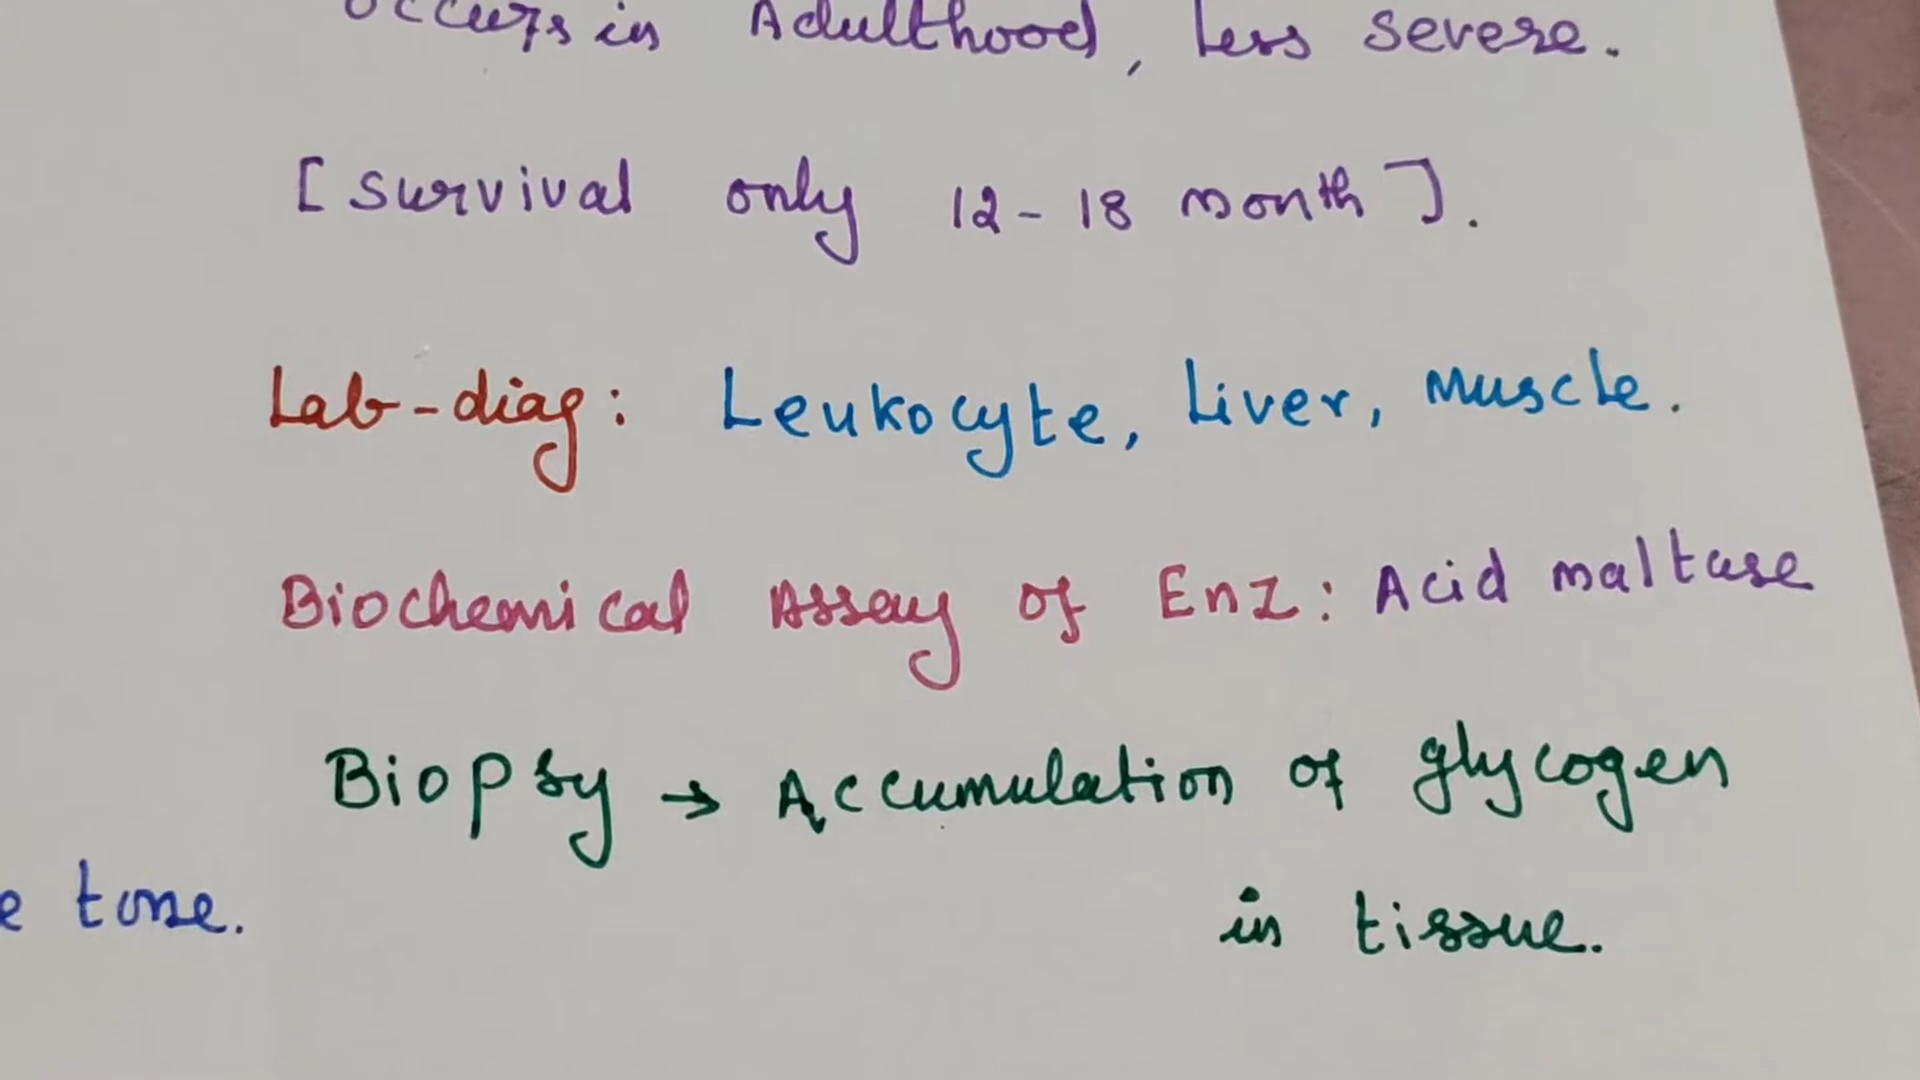 occurs in Adulthood, less severe.
[survival only 12-18 month].
Lab-diag: Leukocyte, Liver, Muscle.
Biochemical Assay of Enz: Acid maltase
Biopsy → Accumulation of glycogen
in tissue.
e tone.